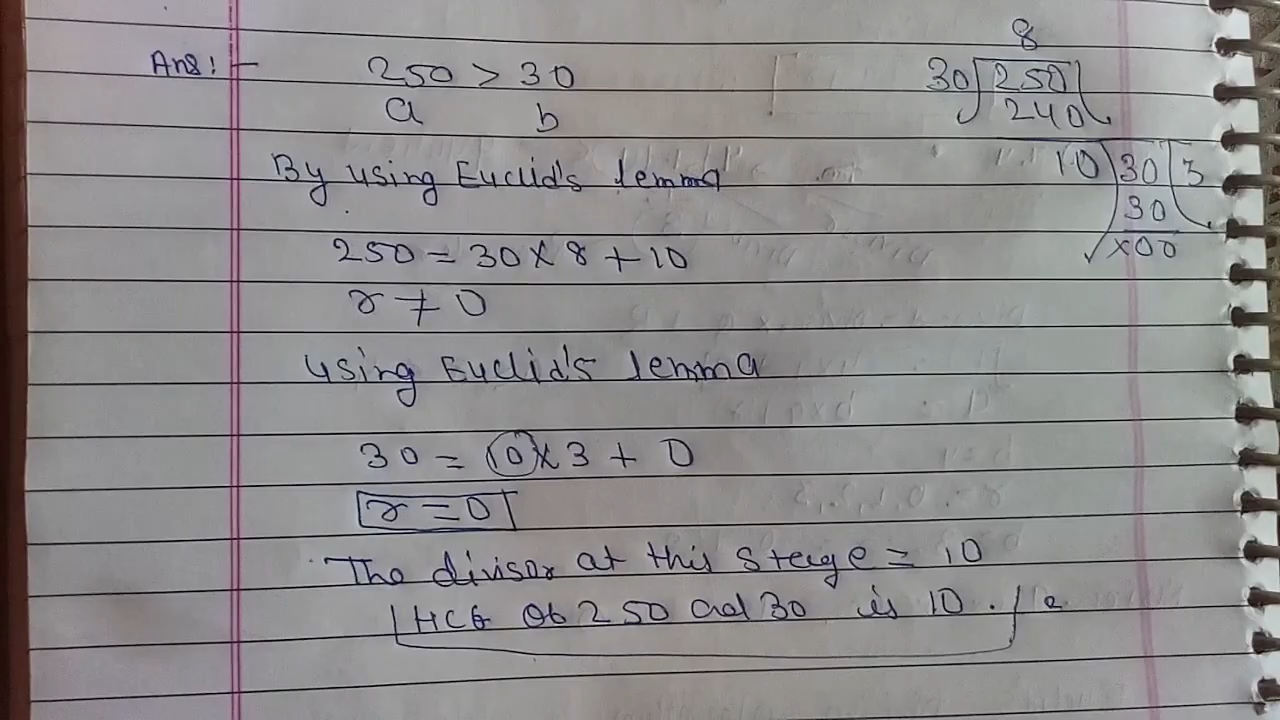 Ans:- 250 > 30
a b
By using Euclid's lemma
250 = 30 × 8 + 10
r ≠ 0
using Euclid's lemma
30 = 10 × 3 + 0
r = 0
The divisor at this stage = 10
HCF of 250 and 30 is 10.
8
30 250
240
10 30 3
30
×00